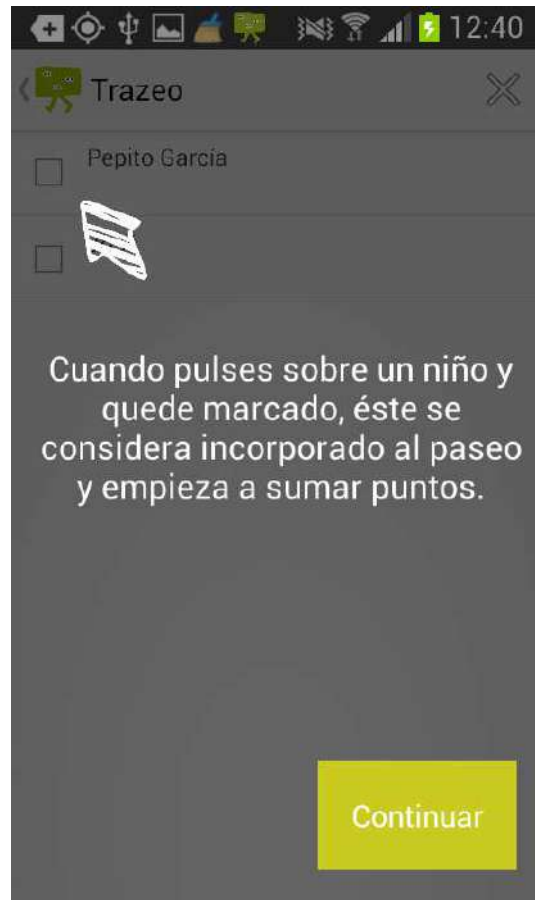 12:40
Trazeo
Pepito García
Cuando pulses sobre un niño y
quede marcado, éste se
considera incorporado al paseo
y empieza a sumar puntos.
Continuar